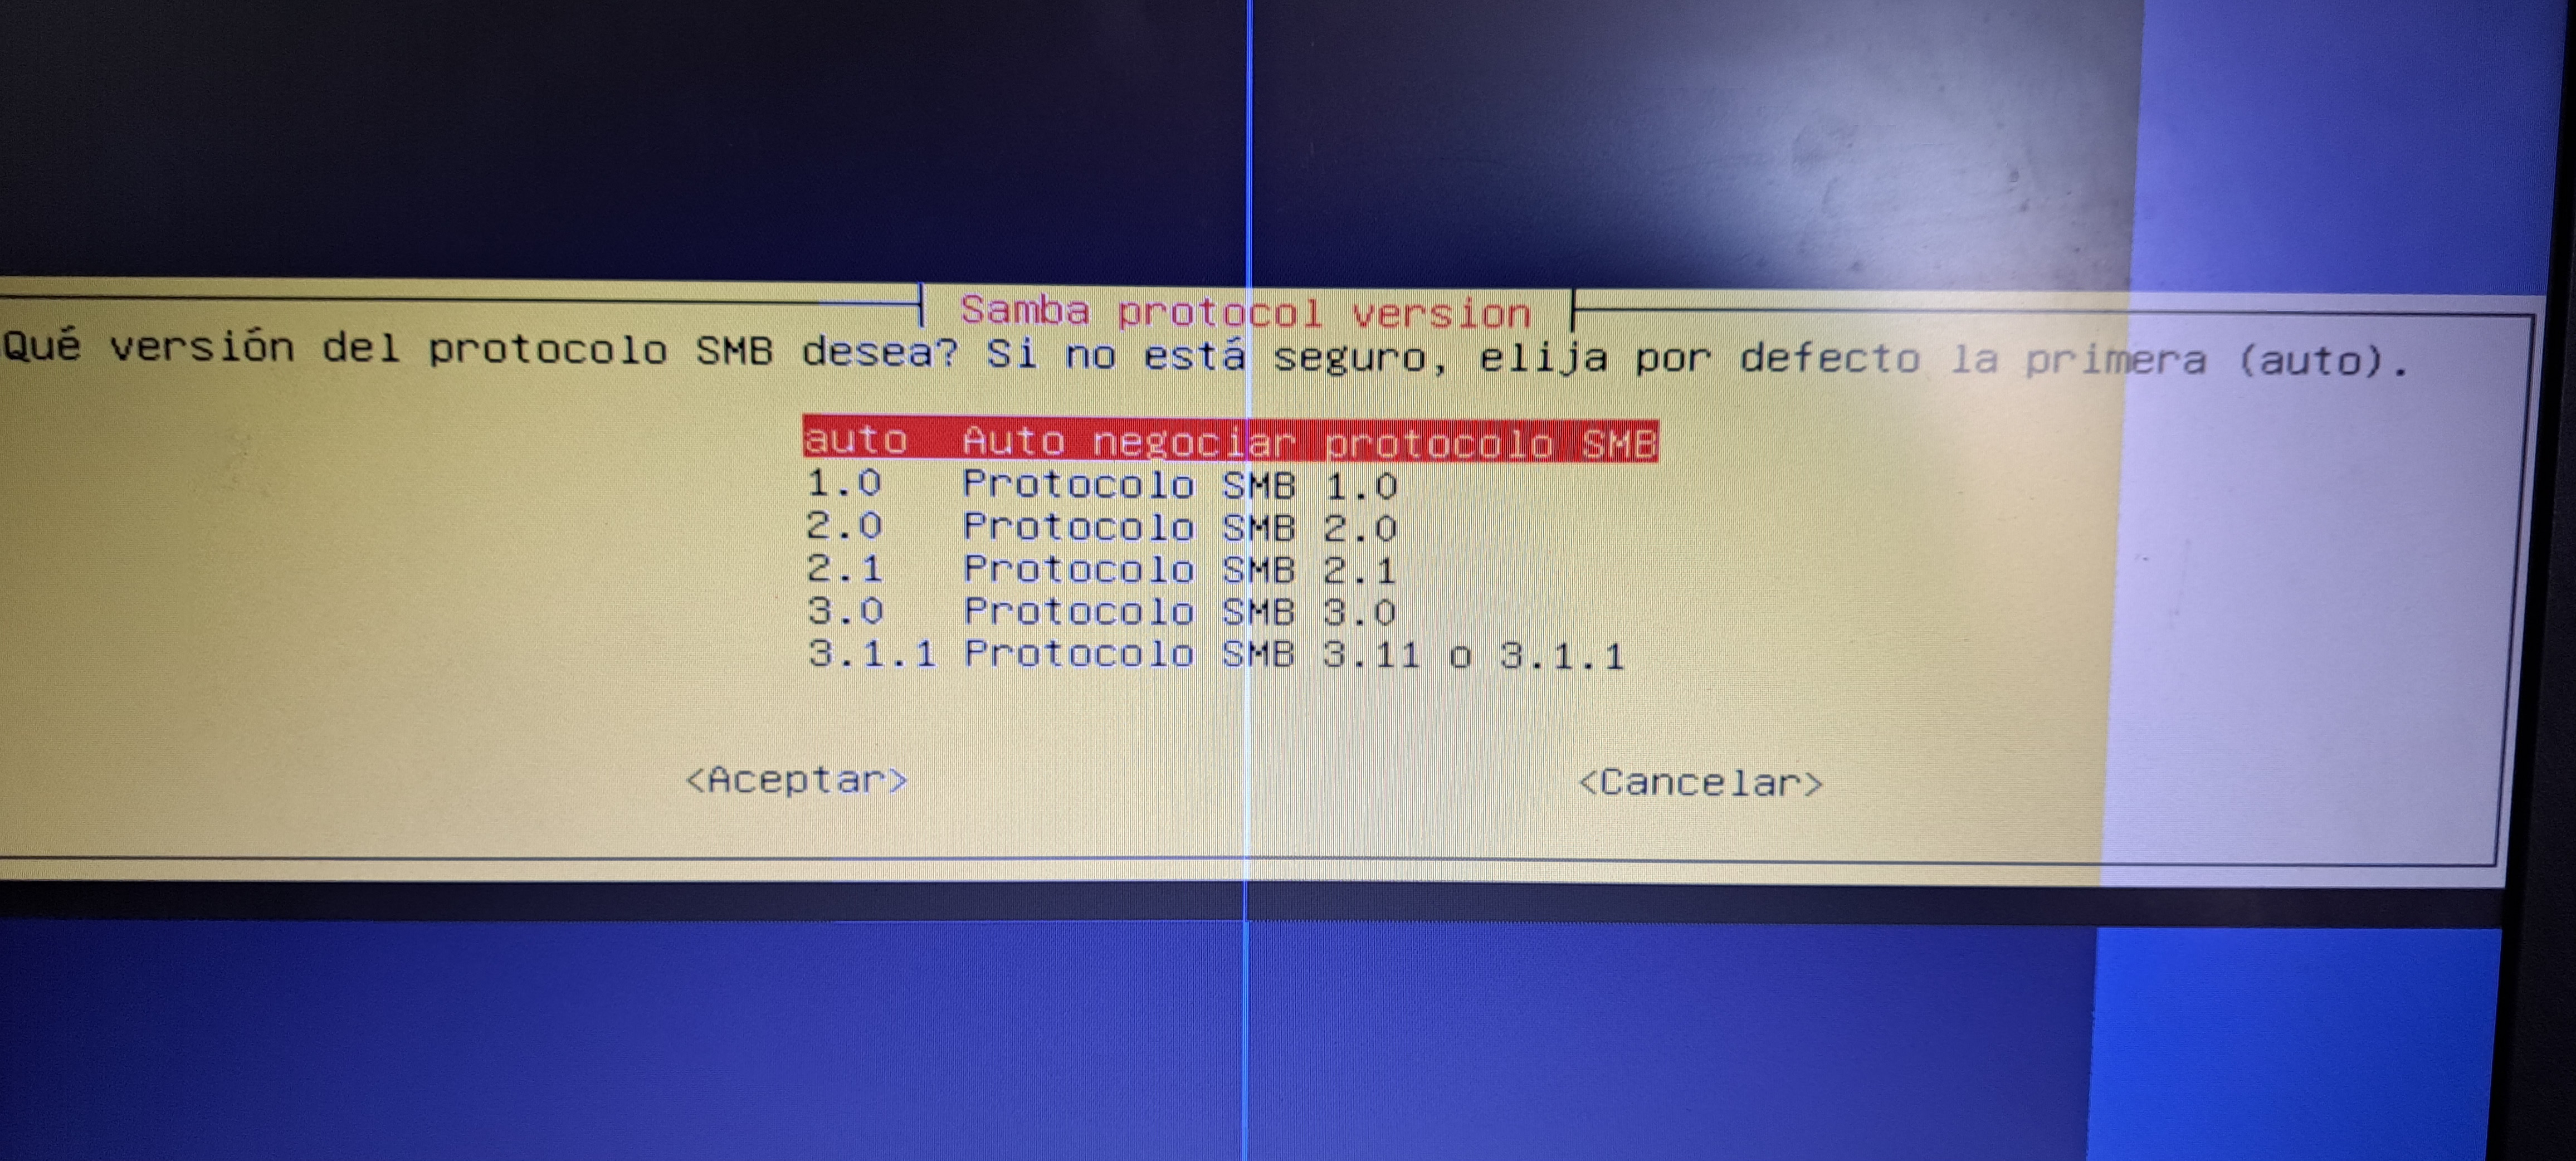 Samba protocol version
Qué versión del protocolo SMB desea? Si no está seguro, elija por defecto la primera (auto).
auto Auto negociar protocolo SMB
1.0 Protocolo SMB 1.0
2.0 Protocolo SMB 2.0
2.1 Protocolo SMB 2.1
3.0 Protocolo SMB 3.0
3.1.1 Protocolo SMB 3.11 o 3.1.1
<Aceptar> <Cancelar>